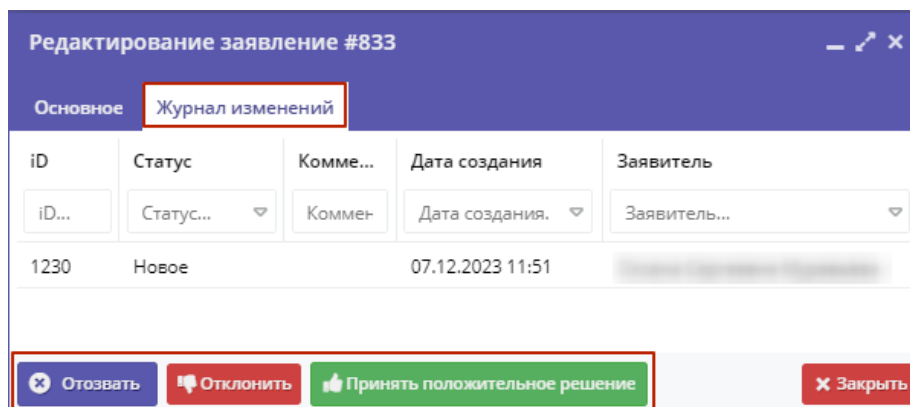 Редактирование заявление #833
Основное Журнал изменений
iD Статус Комме... Дата создания Заявитель
iD... Статус... Коммен Дата создания. Заявитель...
1230 Новое 07.12.2023 11:51
Отозвать Отклонить Принять положительное решение Закрыть